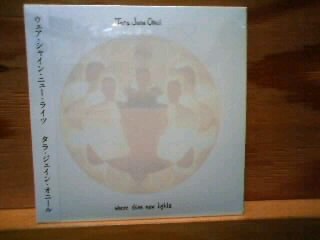 Tara Jane ONeil
ウェア・シャイン・ニュー・ライツ　タラ・ジェイン・オニール
where shine new lights